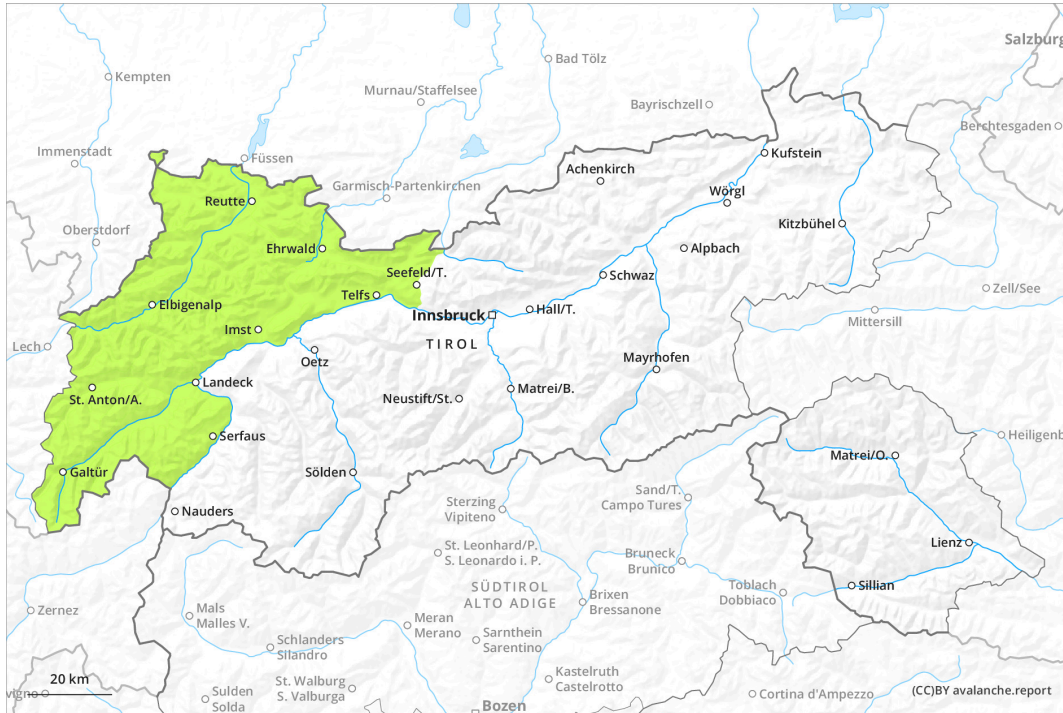 Salzburg
Kempten
Bad Tölz
Murnau/Staffelsee
Bayrischzell
Berchtesgaden
Immenstadt
Füssen
Kufstein
Achenkirch
Garmisch-Partenkirchen
Reutte
Wörgl
Oberstdorf
Kitzbühel
Ehrwald
Alpbach
Seefeld/T.
Schwaz
Telfs
Zell/See
Elbigenalp
Innsbruck
Hall/T.
Mittersill
Imst
TIROL
Lech
Oetz
Mayrhofen
Landeck
St. Anton/A.
Matrei/B.
Neustift/St.
Serfaus
Heiligenb
Matrei/O.
Galtür
Sölden
Sand/T.
Campo Tures
Sterzing
Vipiteno
Nauders
Lienz
St. Leonhard/P.
S. Leonardo i. P.
Bruneck
Brunico
Sillian
SÜDTIROL
ALTO ADIGE
Toblach
Dobbiaco
Brixen
Bressanone
Zernez
Mals
Malles V.
Meran
Merano
Sarnthein
Sarentino
Schlanders
Silandro
Kastelruth
Castelrotto
20 km
St. Walburg
S. Valburga
vigno
Sulden
Solda
Cortina d'Ampezzo
(CC)BY avalanche.report
Bozen